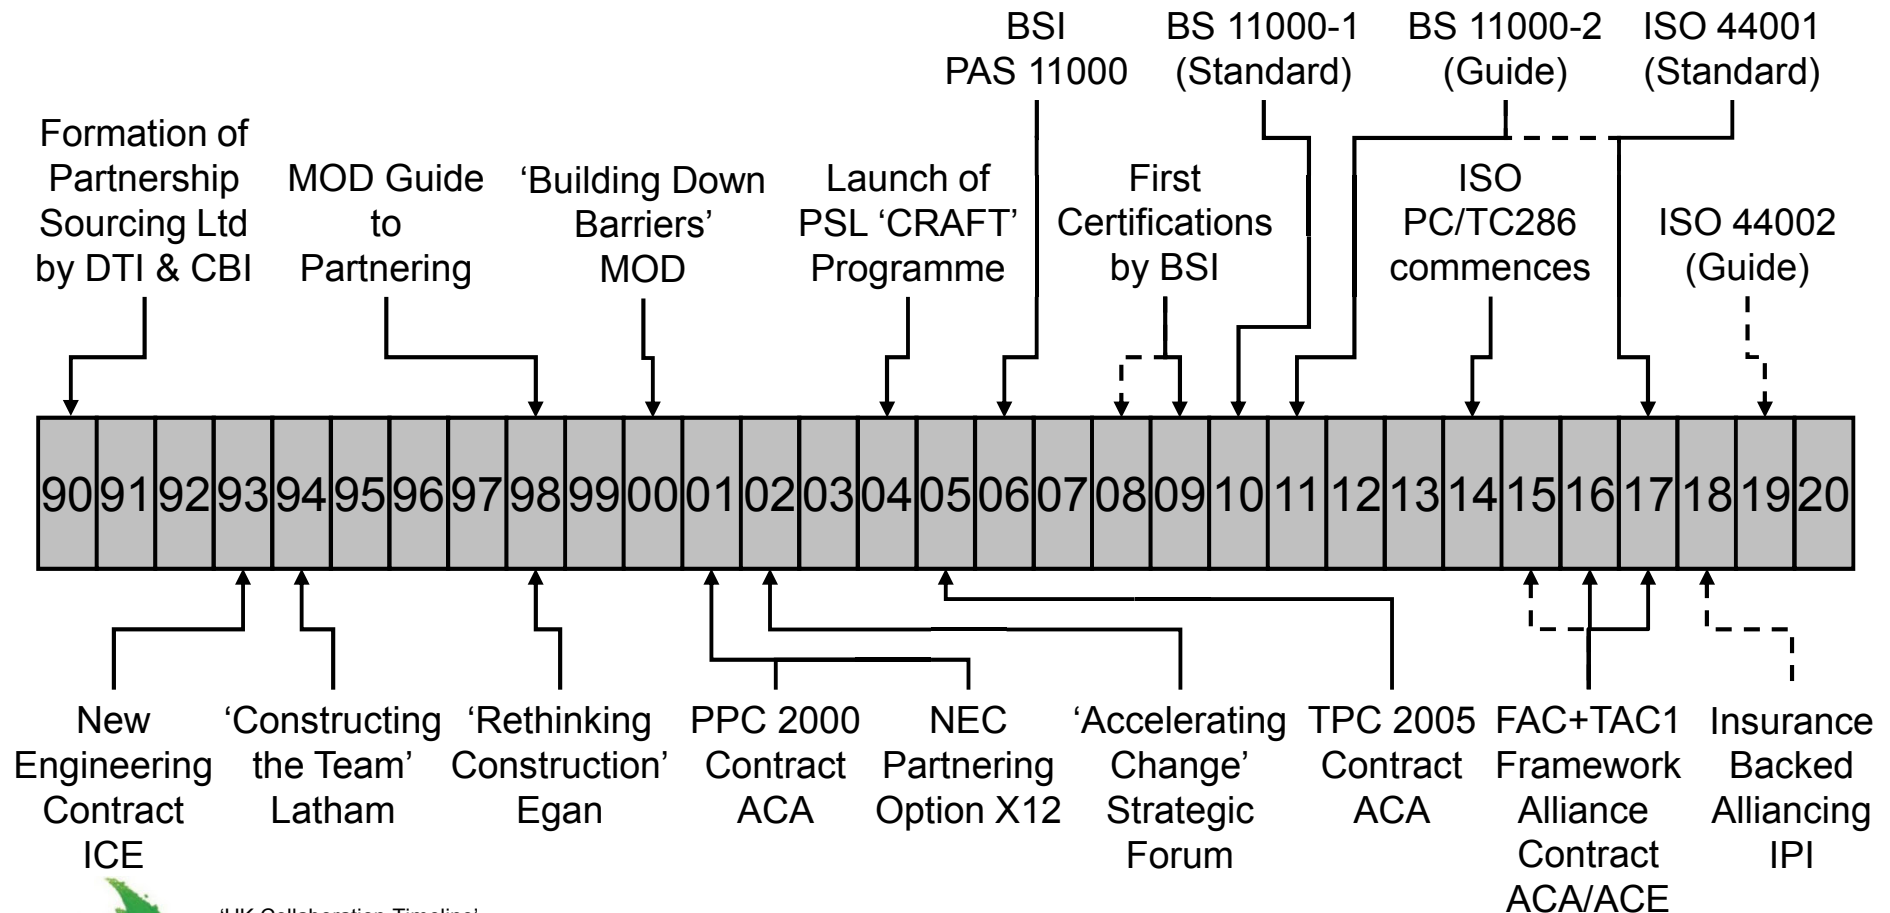 BSI
PAS 11000
BS 11000-1
(Standard)
BS 11000-2
(Guide)
ISO 44001
(Standard)
Formation of
Partnership
Sourcing Ltd
by DTI & CBI
MOD Guide
to
Partnering
‘Building Down
Barriers’
MOD
Launch of
PSL ‘CRAFT’
Programme
First
Certifications
by BSI
ISO
PC/TC286
commences
ISO 44002
(Guide)
90 91 92 93 94 95 96 97 98 99 00 01 02 03 04 05 06 07 08 09 10 11 12 13 14 15 16 17 18 19 20
New
Engineering
Contract
ICE
‘Constructing
the Team’
Latham
‘Rethinking
Construction’
Egan
PPC 2000
Contract
ACA
NEC
Partnering
Option X12
‘Accelerating
Change’
Strategic
Forum
TPC 2005
Contract
ACA
FAC+TAC1
Framework
Alliance
Contract
ACA/ACE
Insurance
Backed
Alliancing
IPI
‘UK Collaboration Timeline’